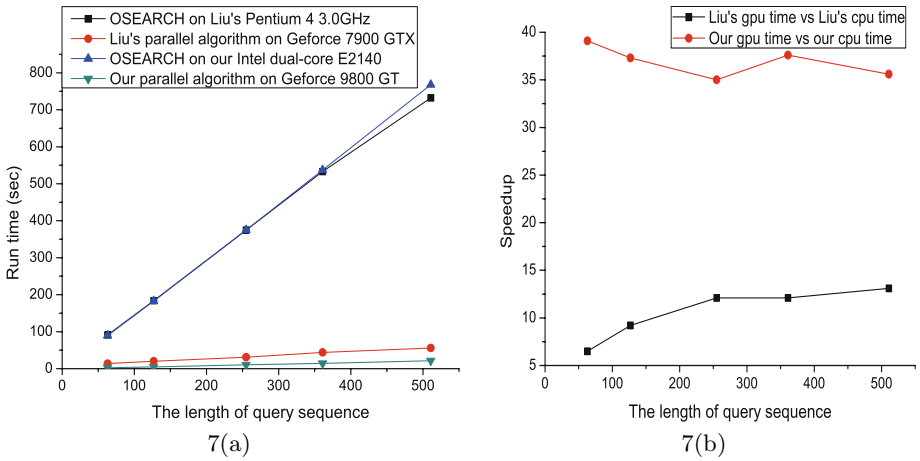 OSEARCH on Liu's Pentium 4 3.0GHz
Liu's parallel algorithm on Geforce 7900 GTX
OSEARCH on our Intel dual-core E2140
Our parallel algorithm on Geforce 9800 GT
800
700
600
500
400
300
200
100
0
Run time (sec)
0 100 200 300 400 500
The length of query sequence
7(a)
Liu's gpu time vs Liu's cpu time
Our gpu time vs our cpu time
40
35
30
25
20
15
10
5
Speedup
0 100 200 300 400 500
The length of query sequence
7(b)